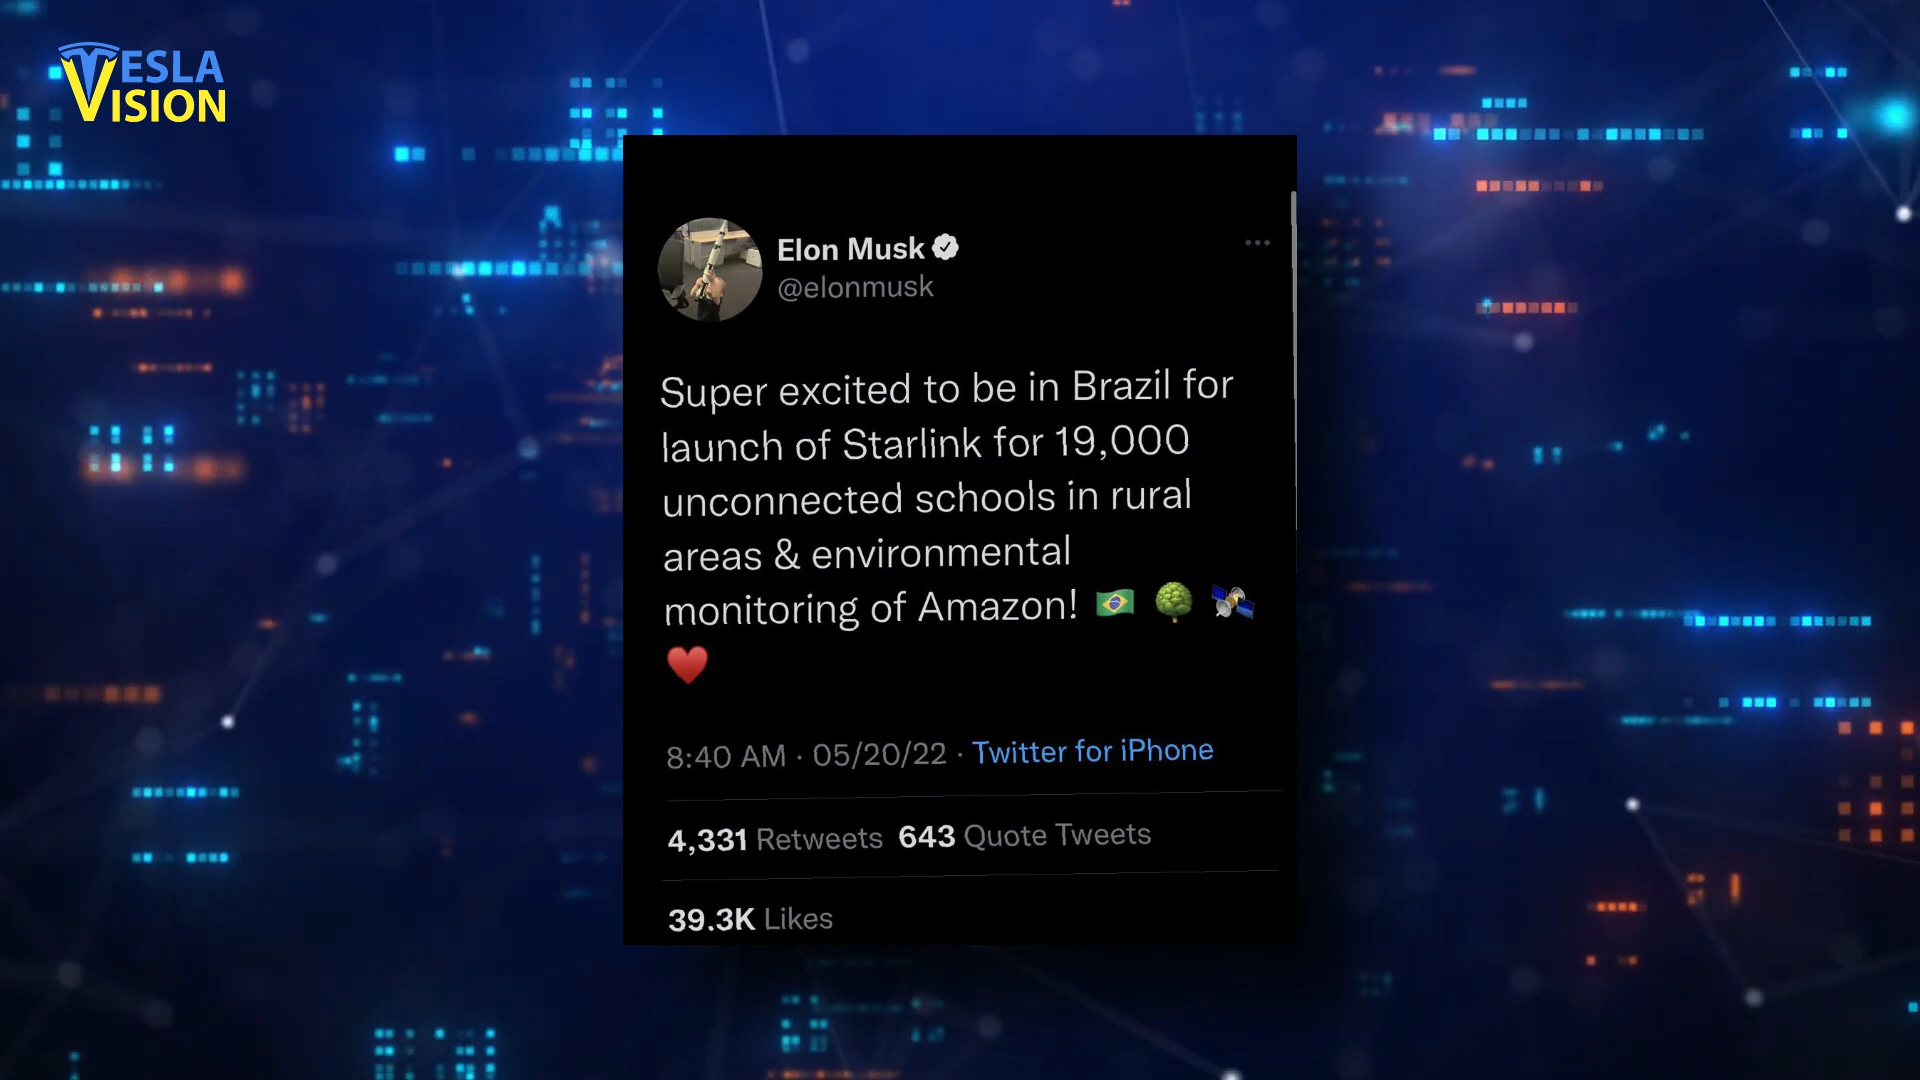 TESLA
VISION
Elon Musk
@elonmusk
Super excited to be in Brazil for
launch of Starlink for 19,000
unconnected schools in rural
areas & environmental
monitoring of Amazon! 🇧🇷 🌳 🛰️
♥️
8:40 AM · 05/20/22 · Twitter for iPhone
4,331 Retweets 643 Quote Tweets
39.3K Likes